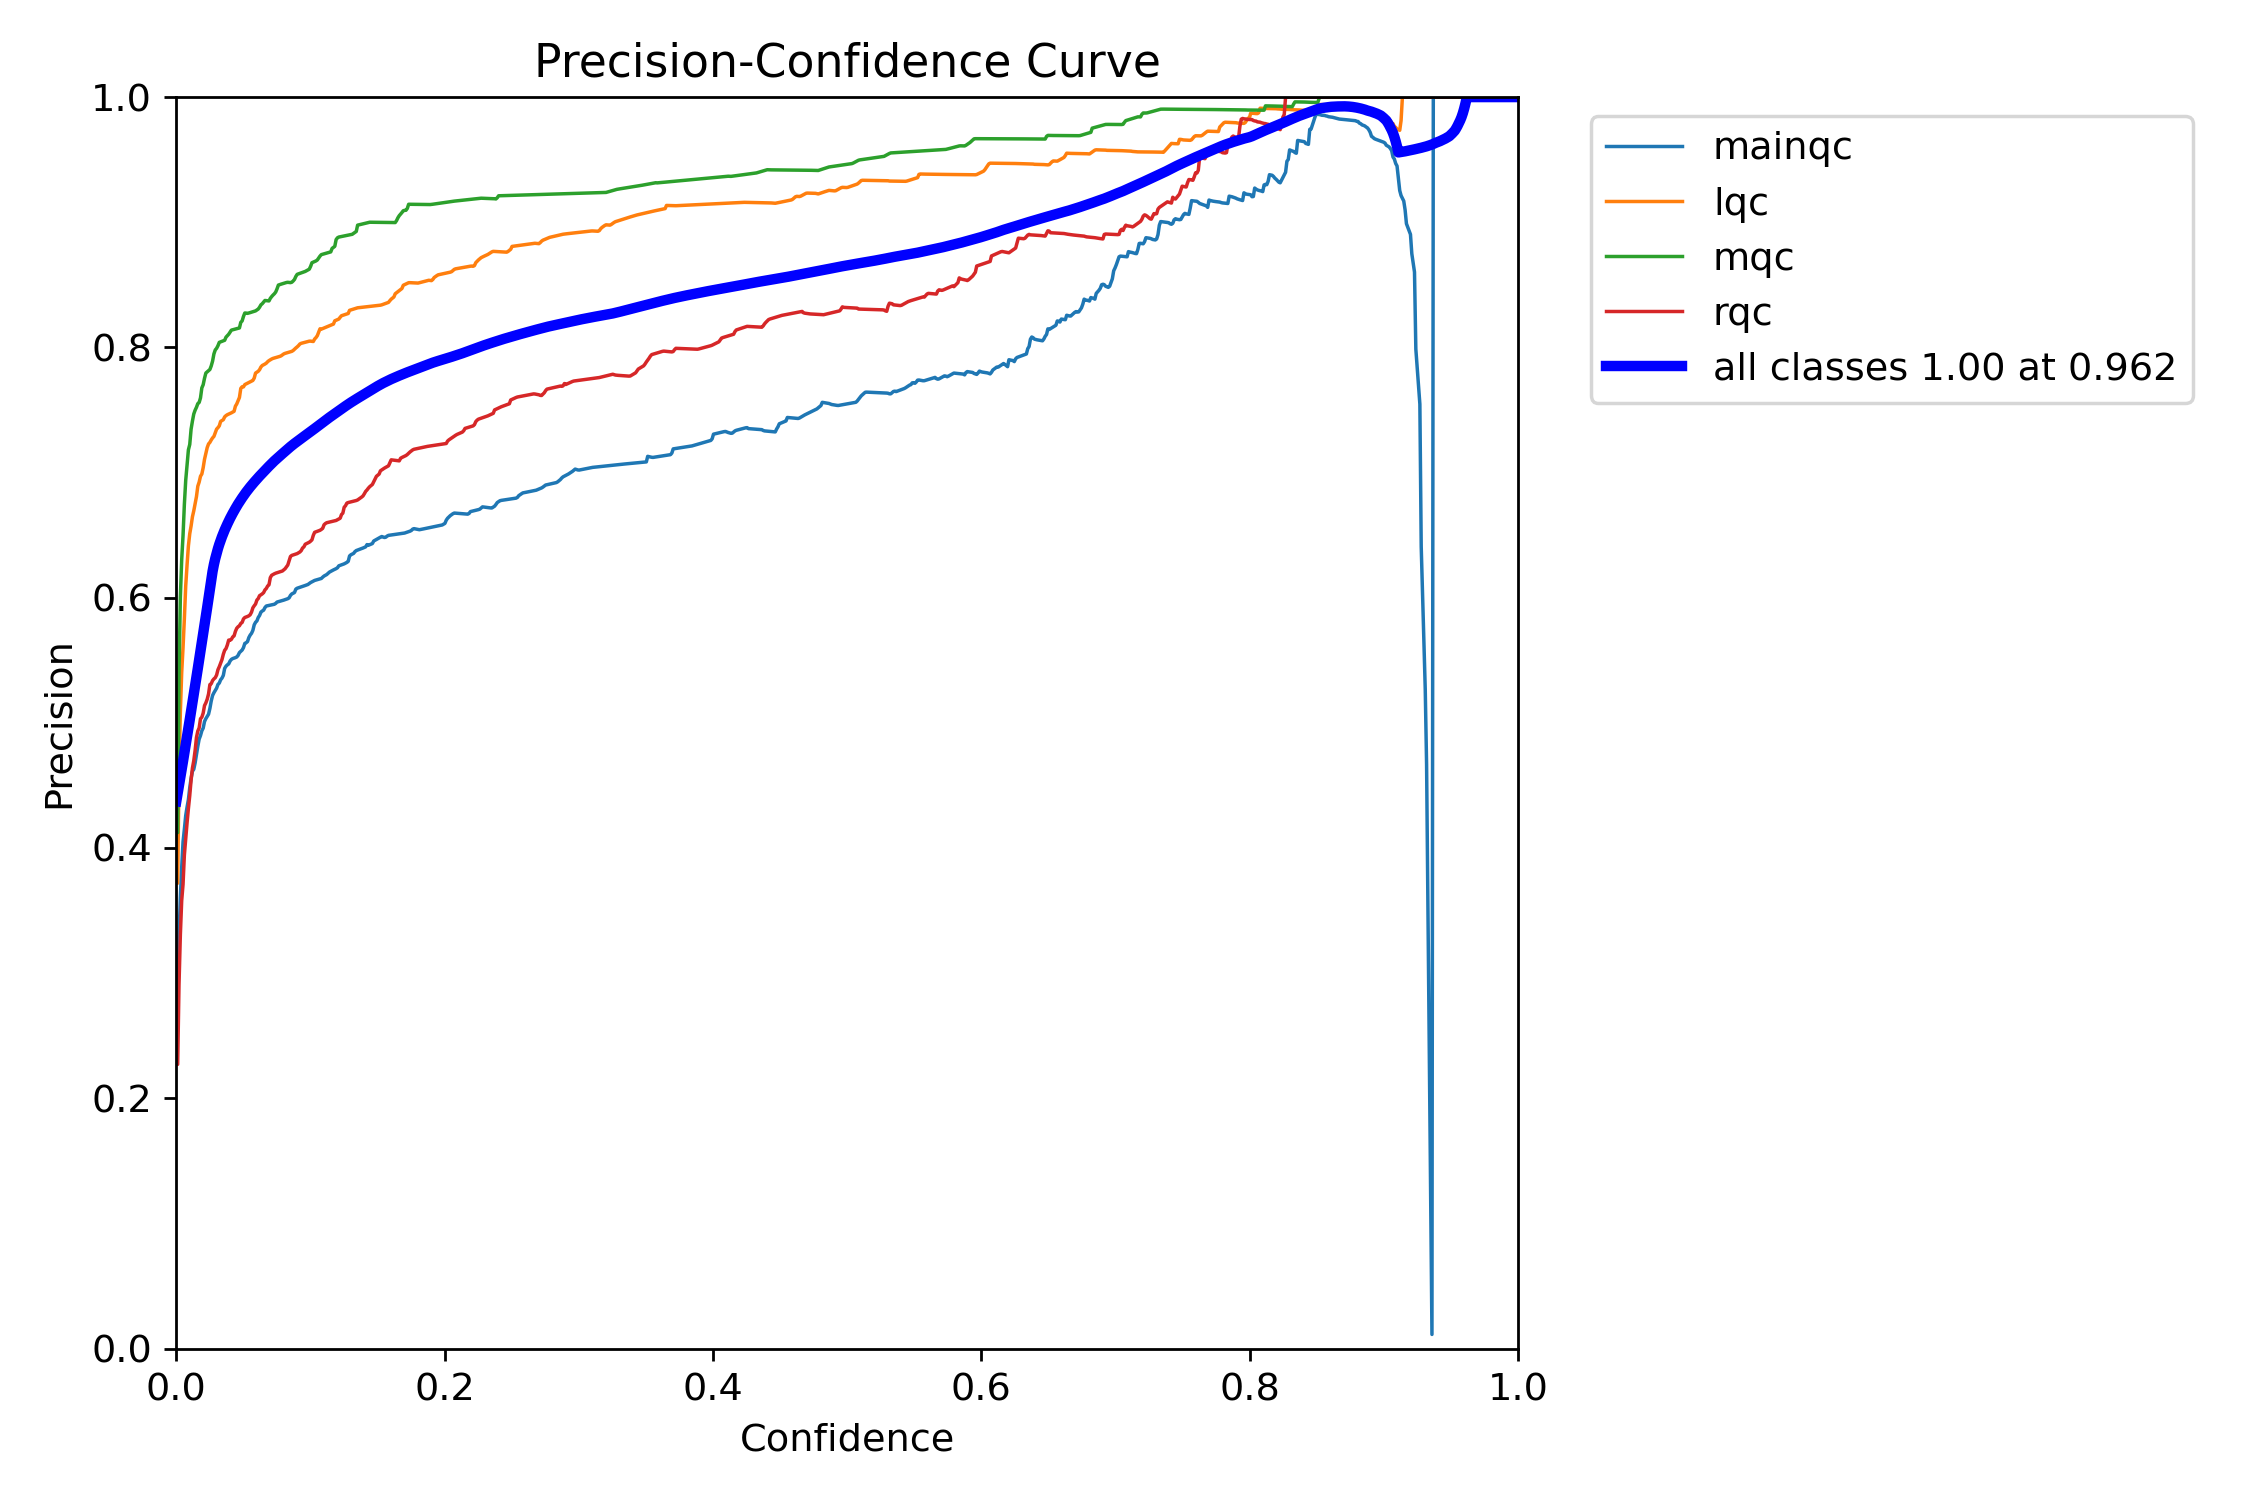 Precision-Confidence Curve
1.0
0.8
0.6
0.4
0.2
0.0
Precision
0.0 0.2 0.4 0.6 0.8 1.0
Confidence
mainqc
lqc
mqc
rqc
all classes 1.00 at 0.962